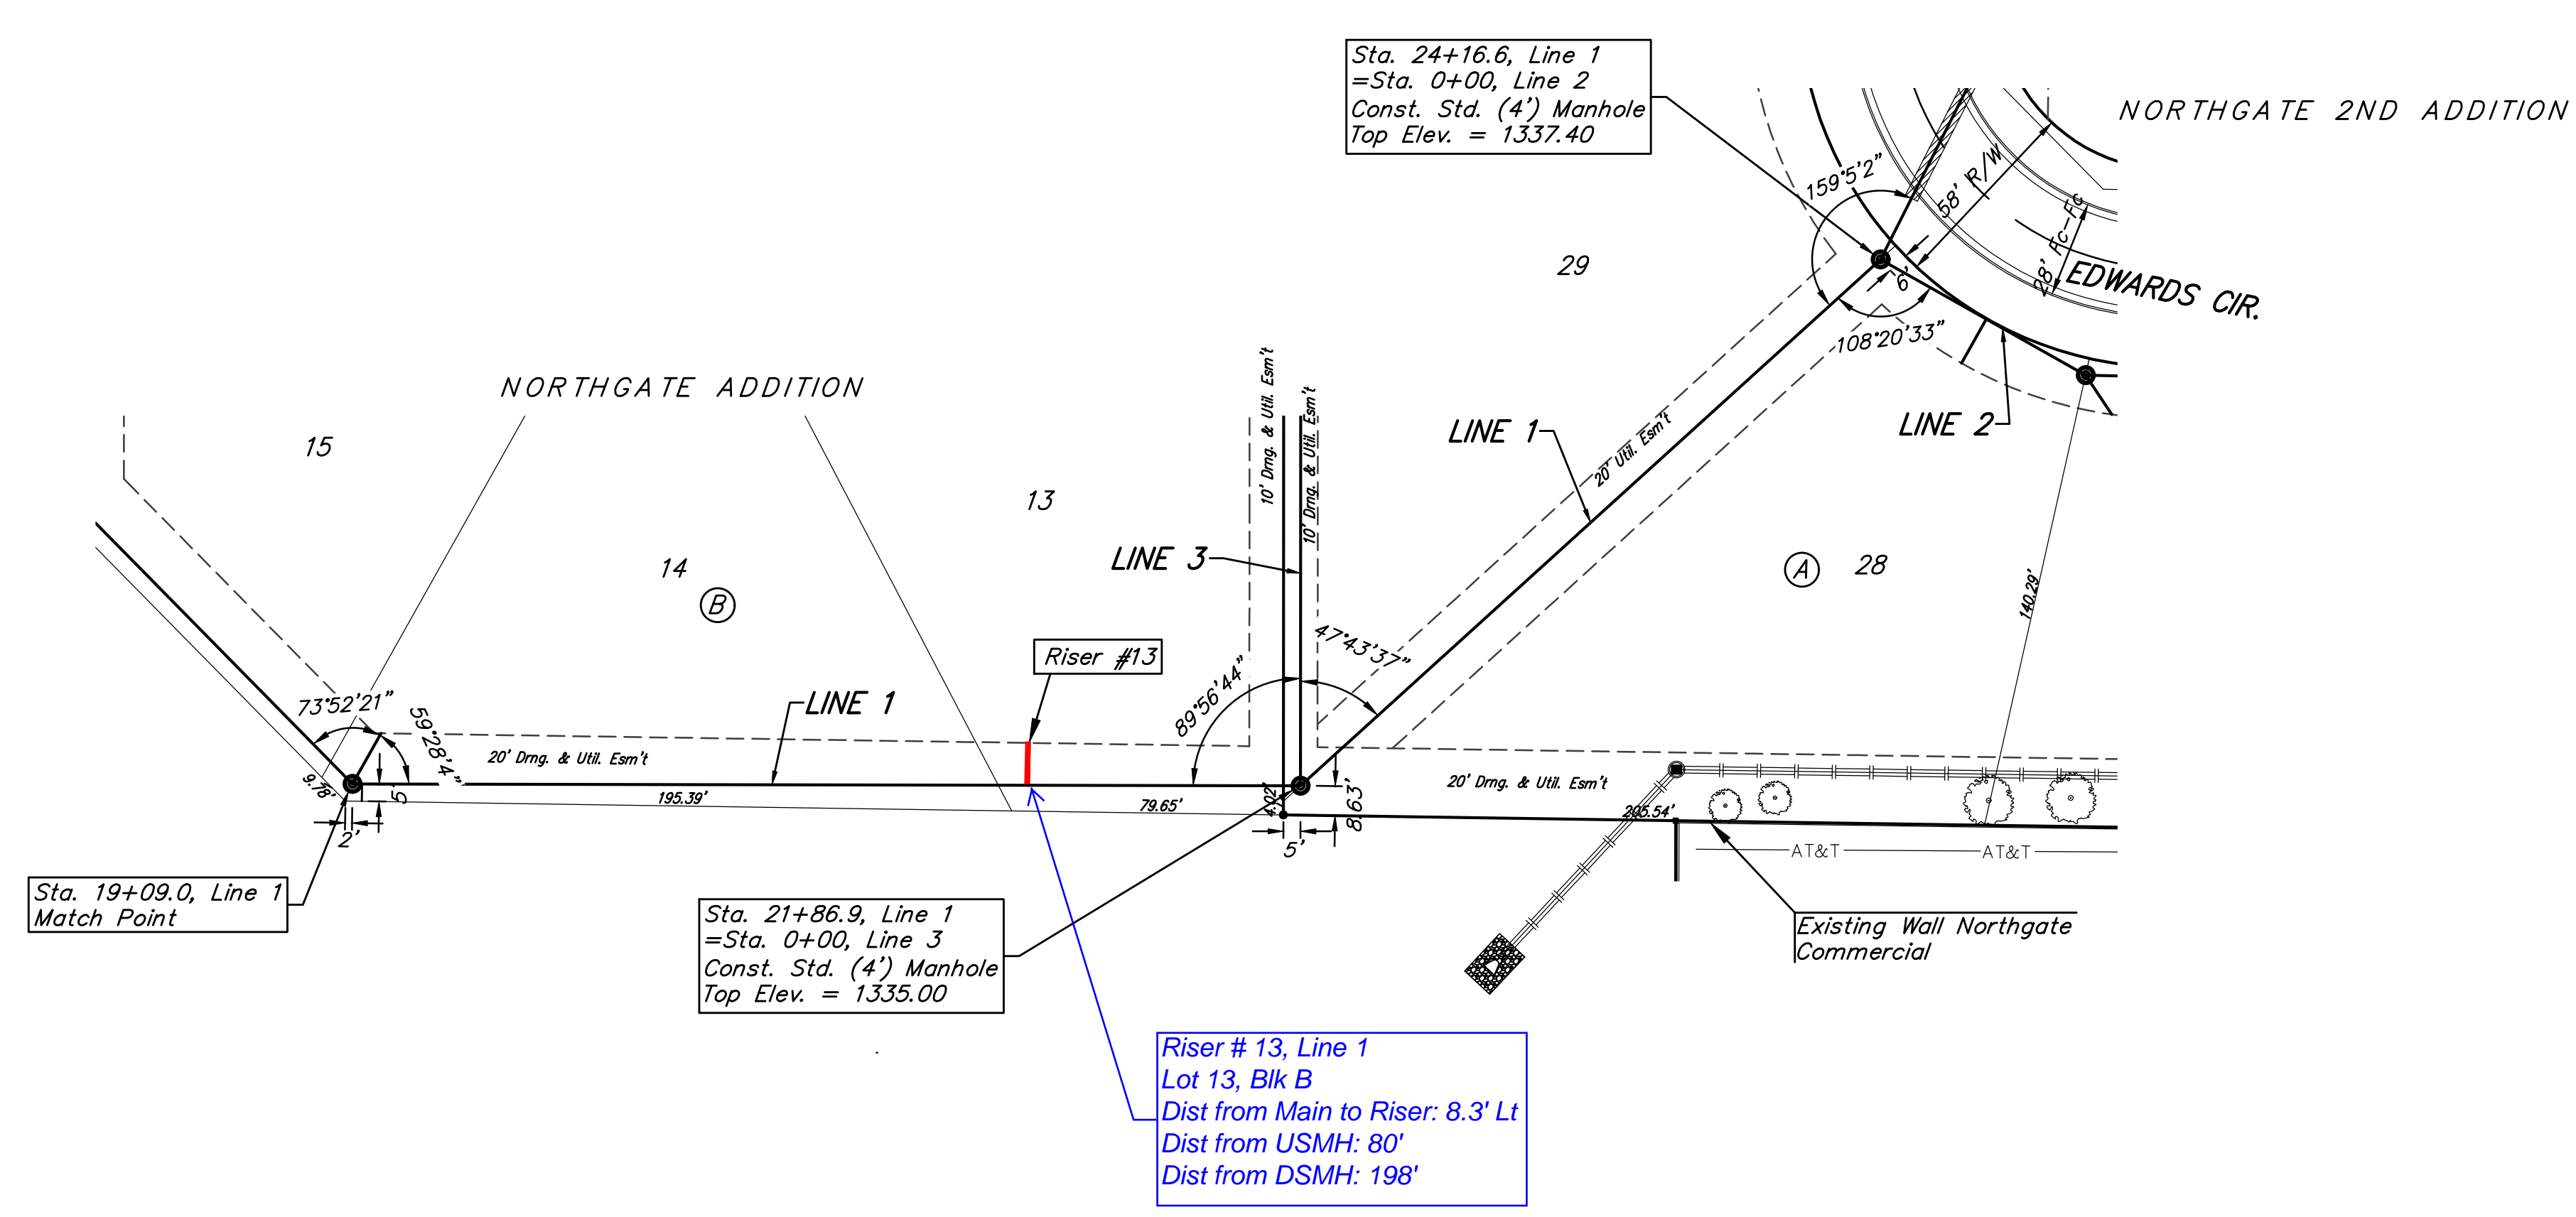 Sta. 24+16.6, Line 1
=Sta. 0+00, Line 2
Const. Std. (4') Manhole
Top Elev. = 1337.40
NORTHGATE 2ND ADDITION
159°5'2"
58' R/W
28' Fc-Fc
6'
EDWARDS CIR.
29
108°20'33"
LINE 2
LINE 1
20' Util. Esm't
NORTHGATE ADDITION
10' Drng. & Util. Esm't
10' Drng. & Util. Esm't
15
13
14
B
LINE 3
A
28
140.29'
Riser #13
47°43'37"
89°56'44"
73°52'21"
59°28'4"
LINE 1
20' Drng. & Util. Esm't
20' Drng. & Util. Esm't
9.78'
5'
2'
195.39'
79.65'
4.02'
8.63'
5'
205.54'
AT&T
AT&T
Sta. 19+09.0, Line 1
Match Point
Sta. 21+86.9, Line 1
=Sta. 0+00, Line 3
Const. Std. (4') Manhole
Top Elev. = 1335.00
Existing Wall Northgate
Commercial
Riser # 13, Line 1
Lot 13, Blk B
Dist from Main to Riser: 8.3' Lt
Dist from USMH: 80'
Dist from DSMH: 198'